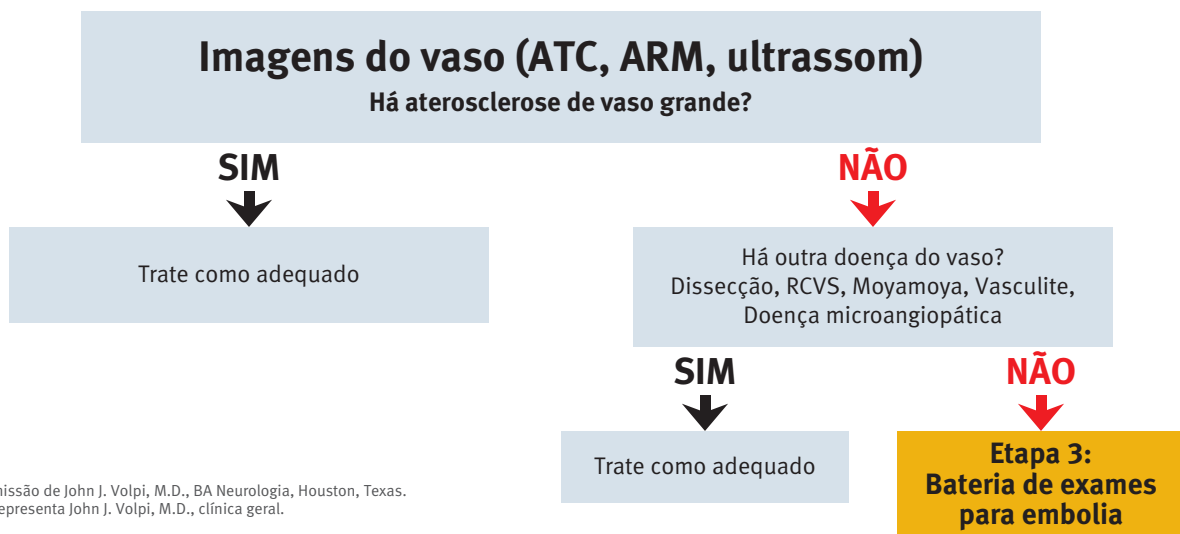 Imagens do vaso (ATC, ARM, ultrassom)
Há aterosclerose de vaso grande?
SIM
NÃO
Trate como adequado
Há outra doença do vaso?
Dissecção, RCVS, Moyamoya, Vasculite,
Doença microangiopática
SIM
NÃO
Trate como adequado
Etapa 3:
Bateria de exames
para embolia
de John J. Volpi, M.D., BA Neurologia, Houston, Texas.
John J. Volpi, M.D., clínica geral.